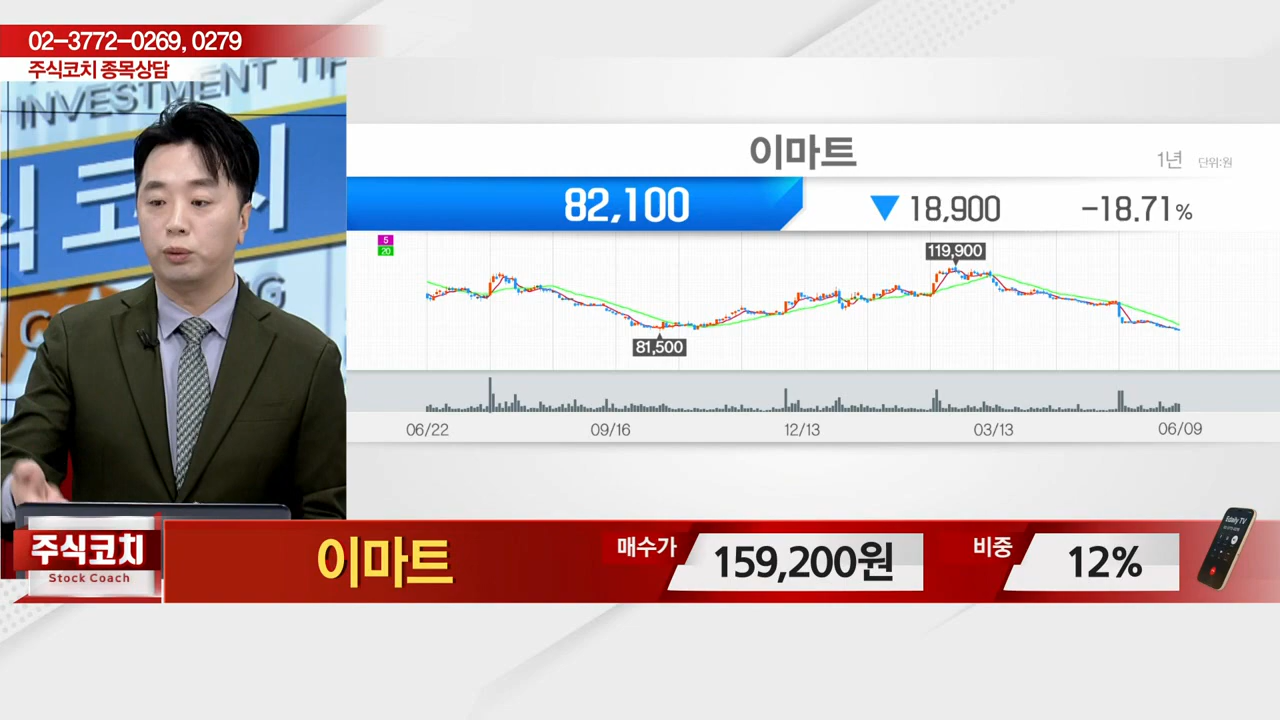 02-3772-0269, 0279
주식코치 종목상담
INVESTMENT TIP
식코치
이마트
1년 단위:원
82,100
▼ 18,900
-18.71%
5
20
119,900
81,500
06/22
09/16
12/13
03/13
06/09
주식코치
Stock Coach
이마트
매수가
159,200원
비중
12%
Edaily TV